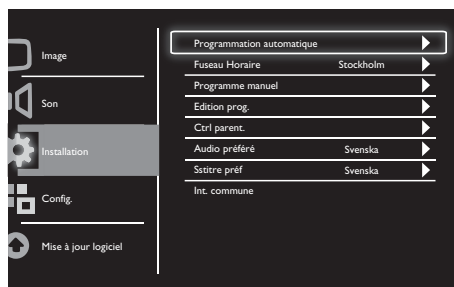 Image
Son
Installation
Config.
Mise à jour logiciel
Programmation automatique
Fuseau Horaire Stockholm
Programme manuel
Edition prog.
Ctrl parent.
Audio préféré Svenska
Sstitre préf Svenska
Int. commune